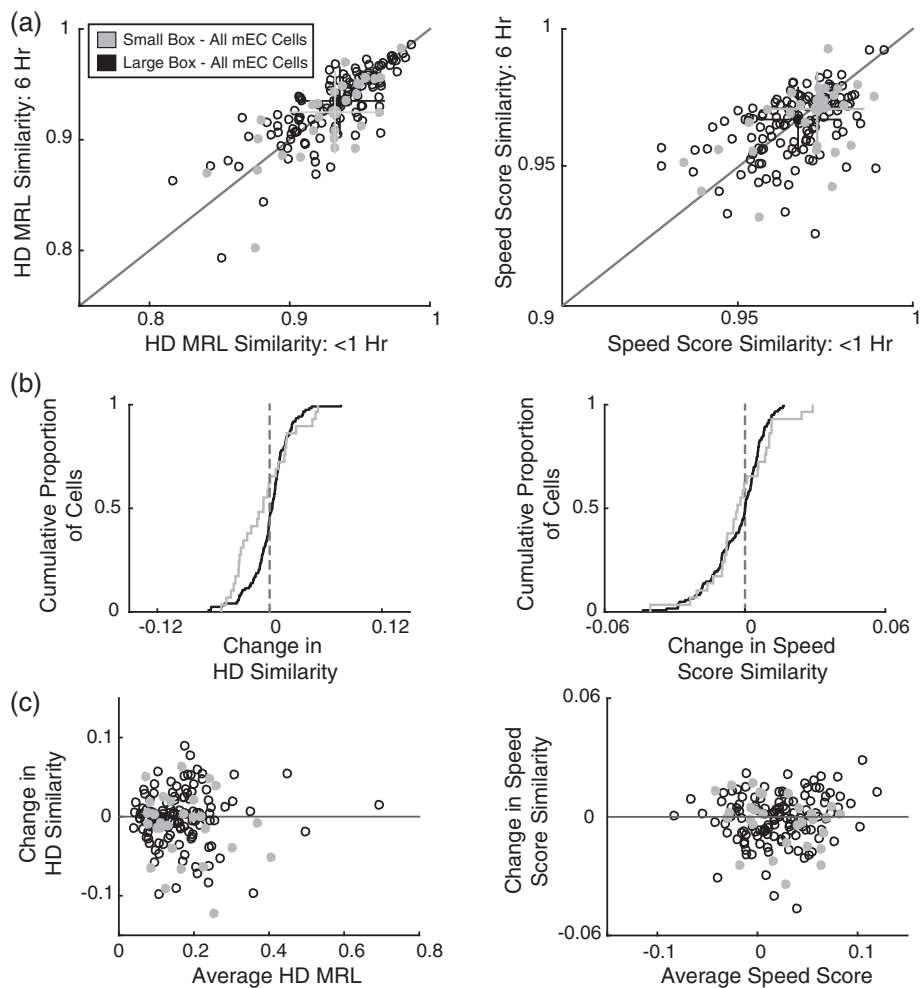 (a)
Small Box - All mEC Cells
Large Box - All mEC Cells
HD MRL Similarity: 6 Hr
1
0.9
0.8
0.8
0.9
1
HD MRL Similarity: <1 Hr
Speed Score Similarity: 6 Hr
1
0.95
0.9
0.95
1
Speed Score Similarity: <1 Hr
(b)
Cumulative Proportion
of Cells
1
0.5
0
-0.12
0
0.12
Change in
HD Similarity
Cumulative Proportion
of Cells
1
0.5
0
-0.06
0
0.06
Change in Speed
Score Similarity
(c)
Change in
HD Similarity
0.1
0
-0.1
0
0.2
0.4
0.6
0.8
Average HD MRL
Change in Speed
Score Similarity
0.06
0
-0.06
-0.1
0
0.1
Average Speed Score